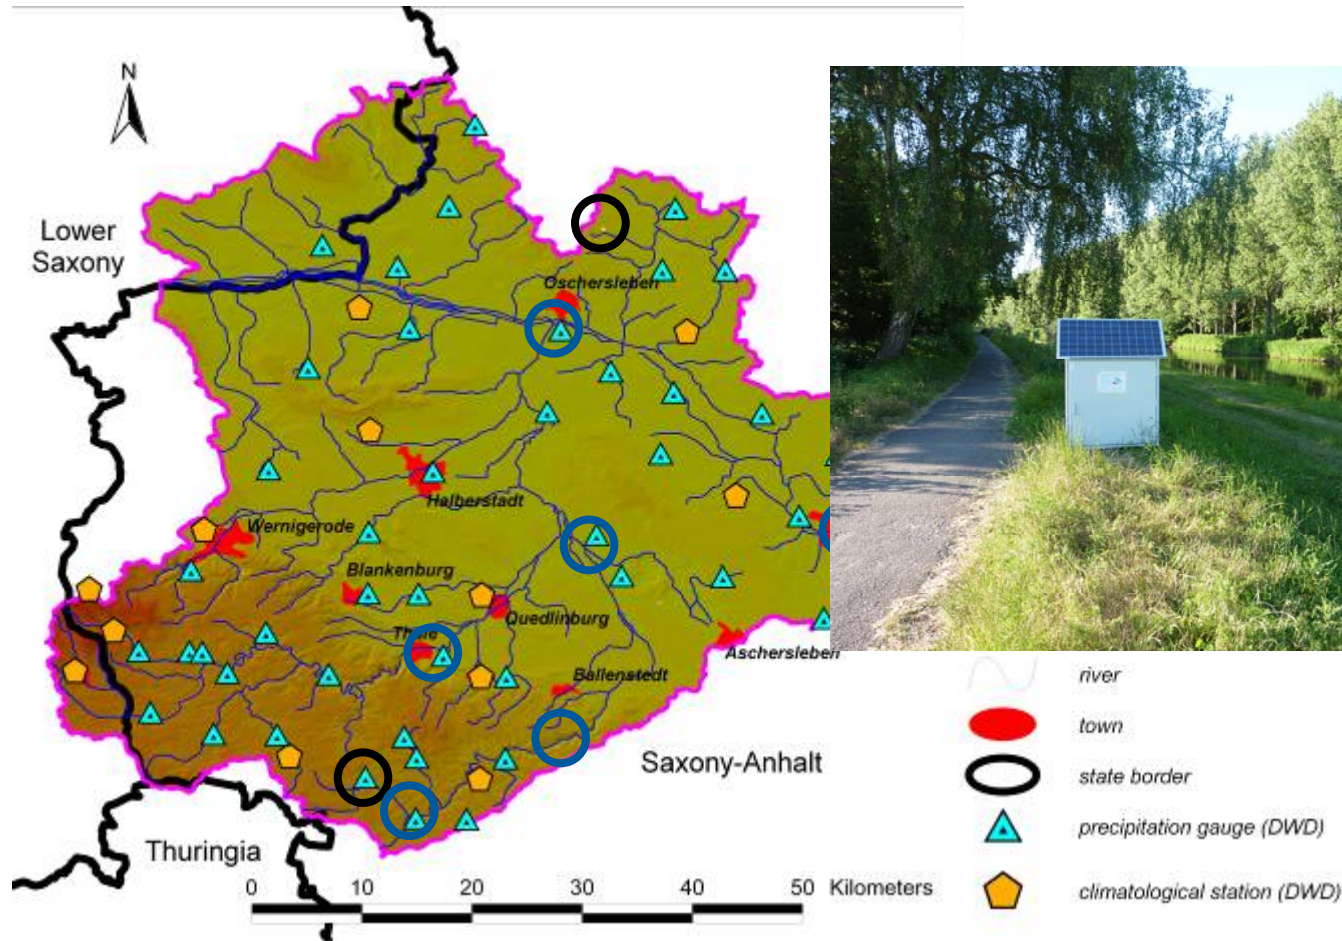 N
Lower
Saxony
Oschersleben
Halberstadt
Wernigerode
Blankenburg
Quedlinburg
Thale
Aschersleben
Ballenstedt
Saxony-Anhalt
Thuringia
0 10 20 30 40 50 Kilometers
river
town
state border
precipitation gauge (DWD)
climatological station (DWD)